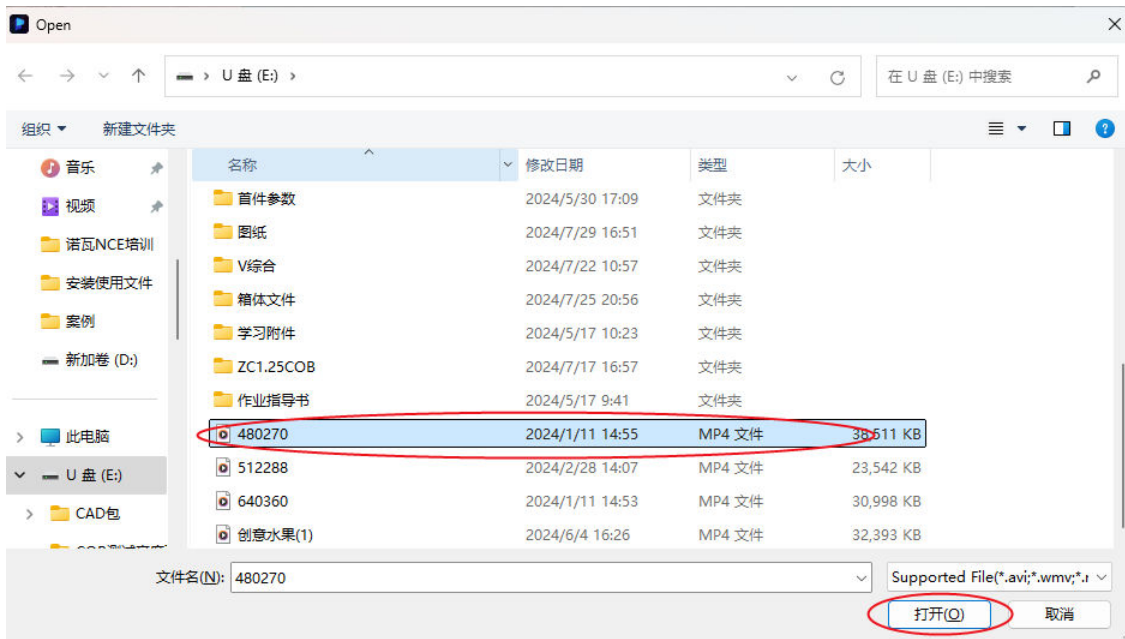 Open
U 盘 (E:)
在 U 盘 (E:) 中搜索
组织 新建文件夹
音乐
视频
诺瓦NCE培训
安装使用文件
案例
新加卷 (D:)
此电脑
U 盘 (E:)
CAD包
名称 修改日期 类型 大小
首件参数 2024/5/30 17:09 文件夹
图纸 2024/7/29 16:51 文件夹
V综合 2024/7/22 10:57 文件夹
箱体文件 2024/7/25 20:56 文件夹
学习附件 2024/5/17 10:23 文件夹
ZC1.25COB 2024/7/17 16:57 文件夹
作业指导书 2024/5/17 9:41 文件夹
480270 2024/1/11 14:55 MP4 文件 38,511 KB
512288 2024/2/28 14:07 MP4 文件 23,542 KB
640360 2024/1/11 14:53 MP4 文件 30,998 KB
创意水果(1) 2024/6/4 16:26 MP4 文件 32,393 KB
文件名(N): 480270 Supported File(*.avi;*.wmv;*.r
打开(O) 取消